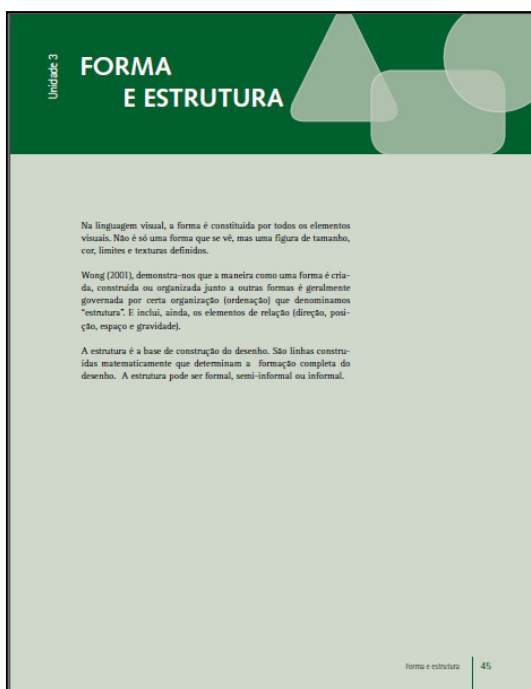 Unidade 3
FORMA
E ESTRUTURA
Na linguagem visual, a forma é constituída por todos os elementos
visuais. Não é só uma forma que se vê, mas uma figura de tamanho,
cor, limites e texturas definidos.
Wong (2001), demonstra-nos que a maneira como uma forma é cria-
da, construída ou organizada junto a outras formas é geralmente
governada por certa organização (ordenação) que denominamos
“estrutura”. E inclui, ainda, os elementos de relação (direção, posi-
ção, espaço e gravidade).
A estrutura é a base de construção do desenho. São linhas constru-
ídas matematicamente que determinam a formação completa do
desenho. A estrutura pode ser formal, semi-informal ou informal.
Forma e estrutura 45